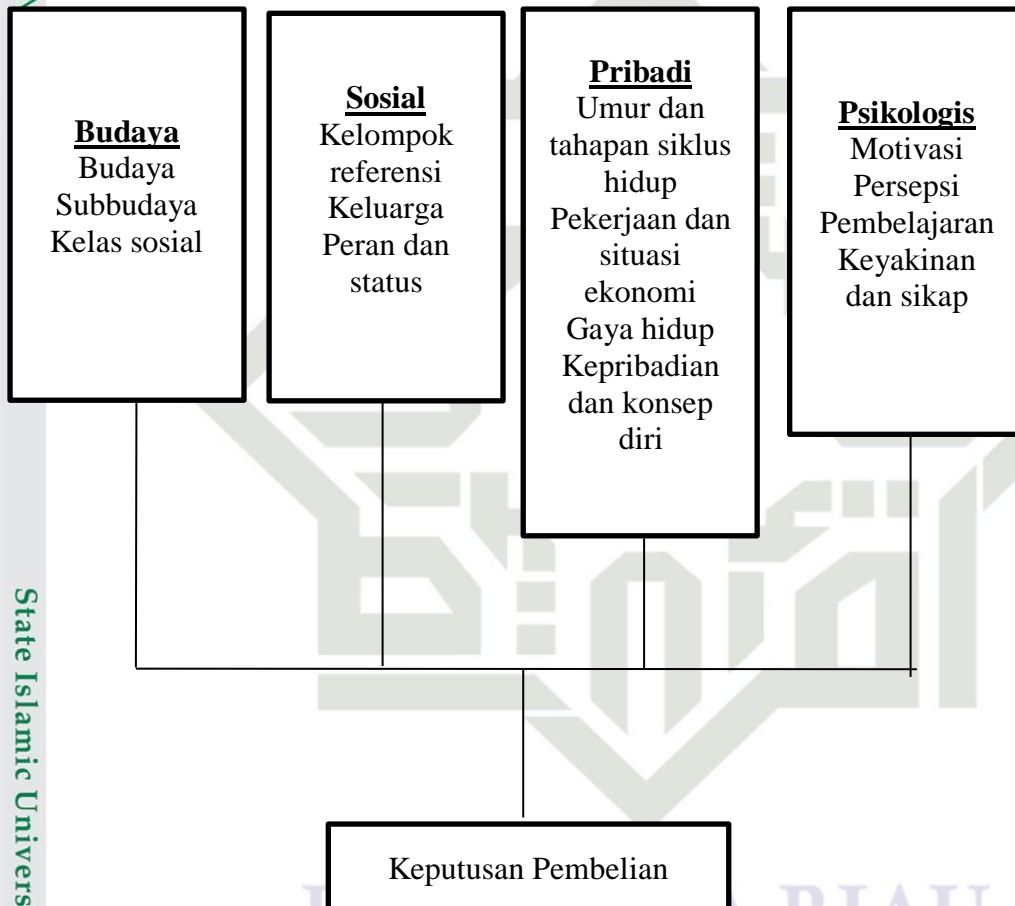 Budaya
Budaya
Subbudaya
Kelas sosial
Sosial
Kelompok
referensi
Keluarga
Peran dan
status
Pribadi
Umur dan
tahapan siklus
hidup
Pekerjaan dan
situasi
ekonomi
Gaya hidup
Kepribadian
dan konsep
diri
Psikologis
Motivasi
Persepsi
Pembelajaran
Keyakinan
dan sikap
Keputusan Pembelian
State Islamic Univers
RIAU